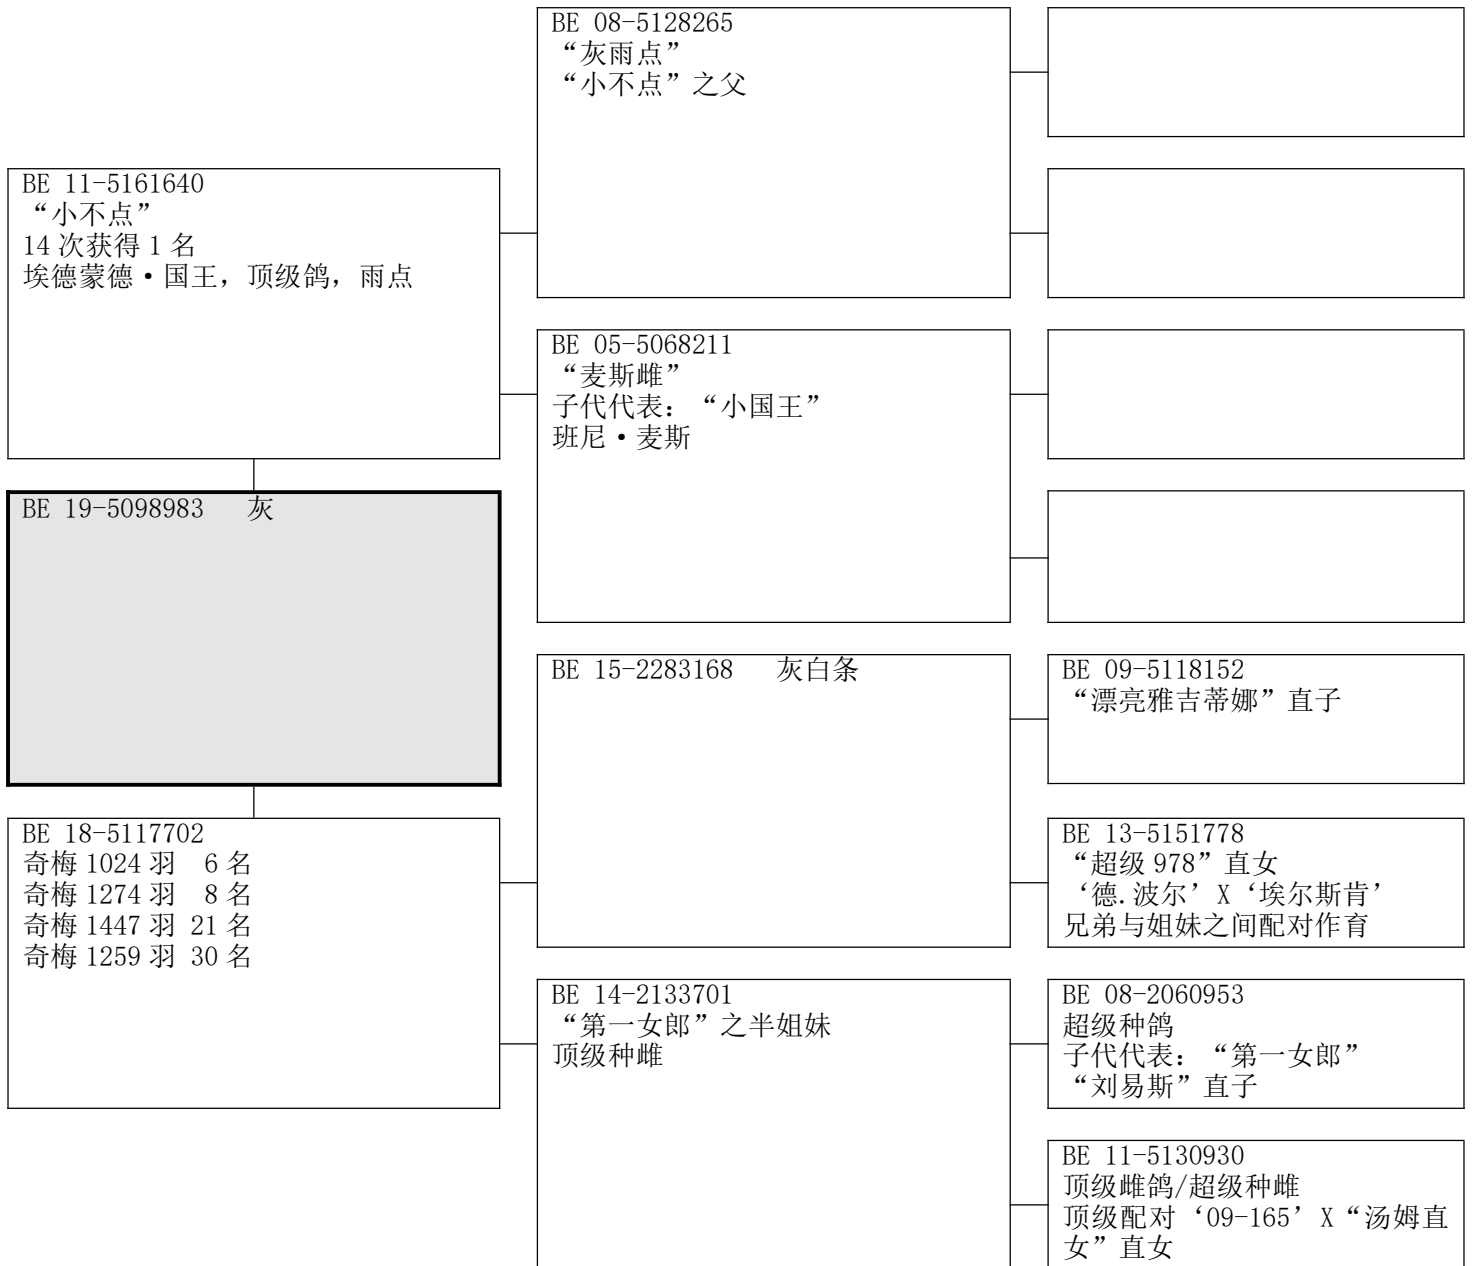 BE 08-5128265
“灰雨点”
“小不点”之父
BE 11-5161640
“小不点”
14 次获得 1 名
埃德蒙德·国王，顶级鸽，雨点
BE 05-5068211
“麦斯雌”
子代代表：“小国王”
班尼·麦斯
BE 19-5098983 灰
BE 15-2283168 灰白条
BE 09-5118152
“漂亮雅吉蒂娜”直子
BE 13-5151778
“超级 978”直女
‘德.波尔’X‘埃尔斯肯’
兄弟与姐妹之间配对作育
BE 18-5117702
奇梅 1024 羽 6 名
奇梅 1274 羽 8 名
奇梅 1447 羽 21 名
奇梅 1259 羽 30 名
BE 14-2133701
“第一女郎”之半姐妹
顶级种雌
BE 08-2060953
超级种鸽
子代代表：“第一女郎”
“刘易斯”直子
BE 11-5130930
顶级雌鸽/超级种雌
顶级配对‘09-165’X“汤姆直
女”直女